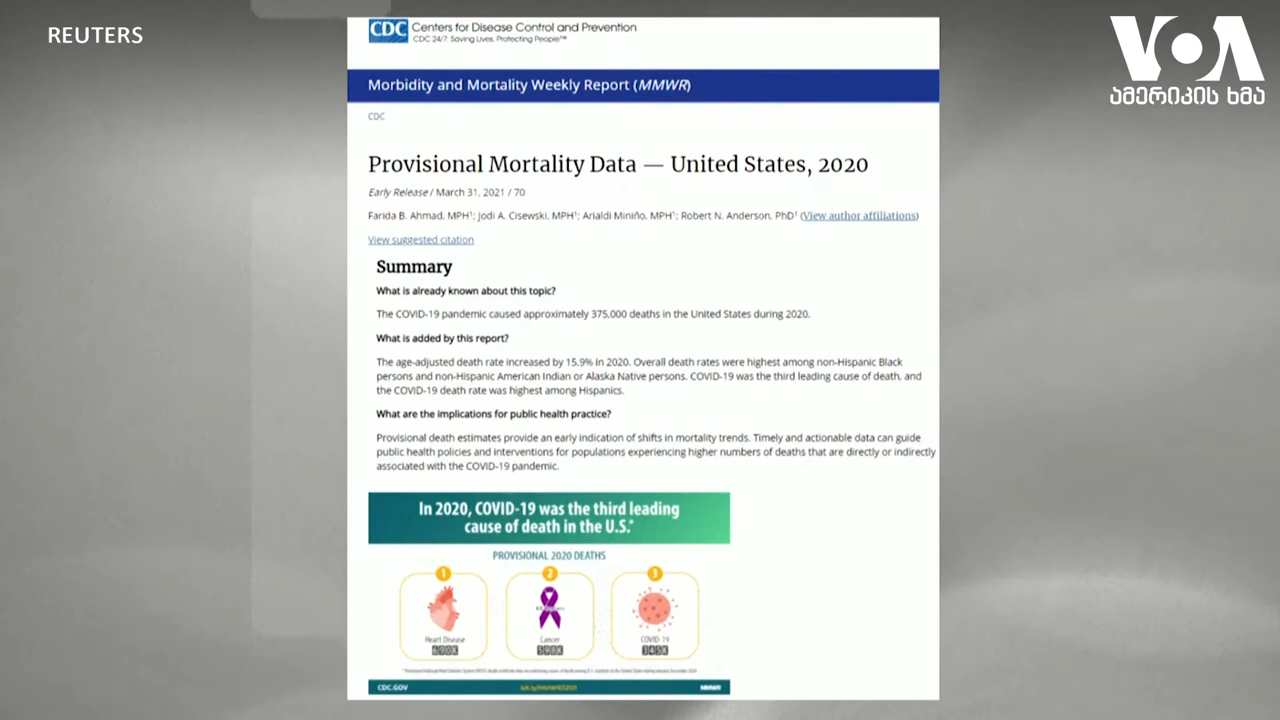 REUTERS
VOA
ამერიკის ხმა
CDC Centers for Disease Control and Prevention
CDC 24/7: Saving Lives, Protecting People™
Morbidity and Mortality Weekly Report (MMWR)
CDC
Provisional Mortality Data — United States, 2020
Early Release / March 31, 2021 / 70
Farida B. Ahmad, MPH¹; Jodi A. Cisewski, MPH¹; Arialdi Miniño, MPH¹; Robert N. Anderson, PhD¹ (View author affiliations)
View suggested citation
Summary
What is already known about this topic?
The COVID-19 pandemic caused approximately 375,000 deaths in the United States during 2020.
What is added by this report?
The age-adjusted death rate increased by 15.9% in 2020. Overall death rates were highest among non-Hispanic Black
persons and non-Hispanic American Indian or Alaska Native persons. COVID-19 was the third leading cause of death, and
the COVID-19 death rate was highest among Hispanics.
What are the implications for public health practice?
Provisional death estimates provide an early indication of shifts in mortality trends. Timely and actionable data can guide
public health policies and interventions for populations experiencing higher numbers of deaths that are directly or indirectly
associated with the COVID-19 pandemic.
In 2020, COVID-19 was the third leading
cause of death in the U.S.*
PROVISIONAL 2020 DEATHS
1 2 3
Heart Disease Cancer COVID-19
690K 598K 345K
CDC.GOV MMWR